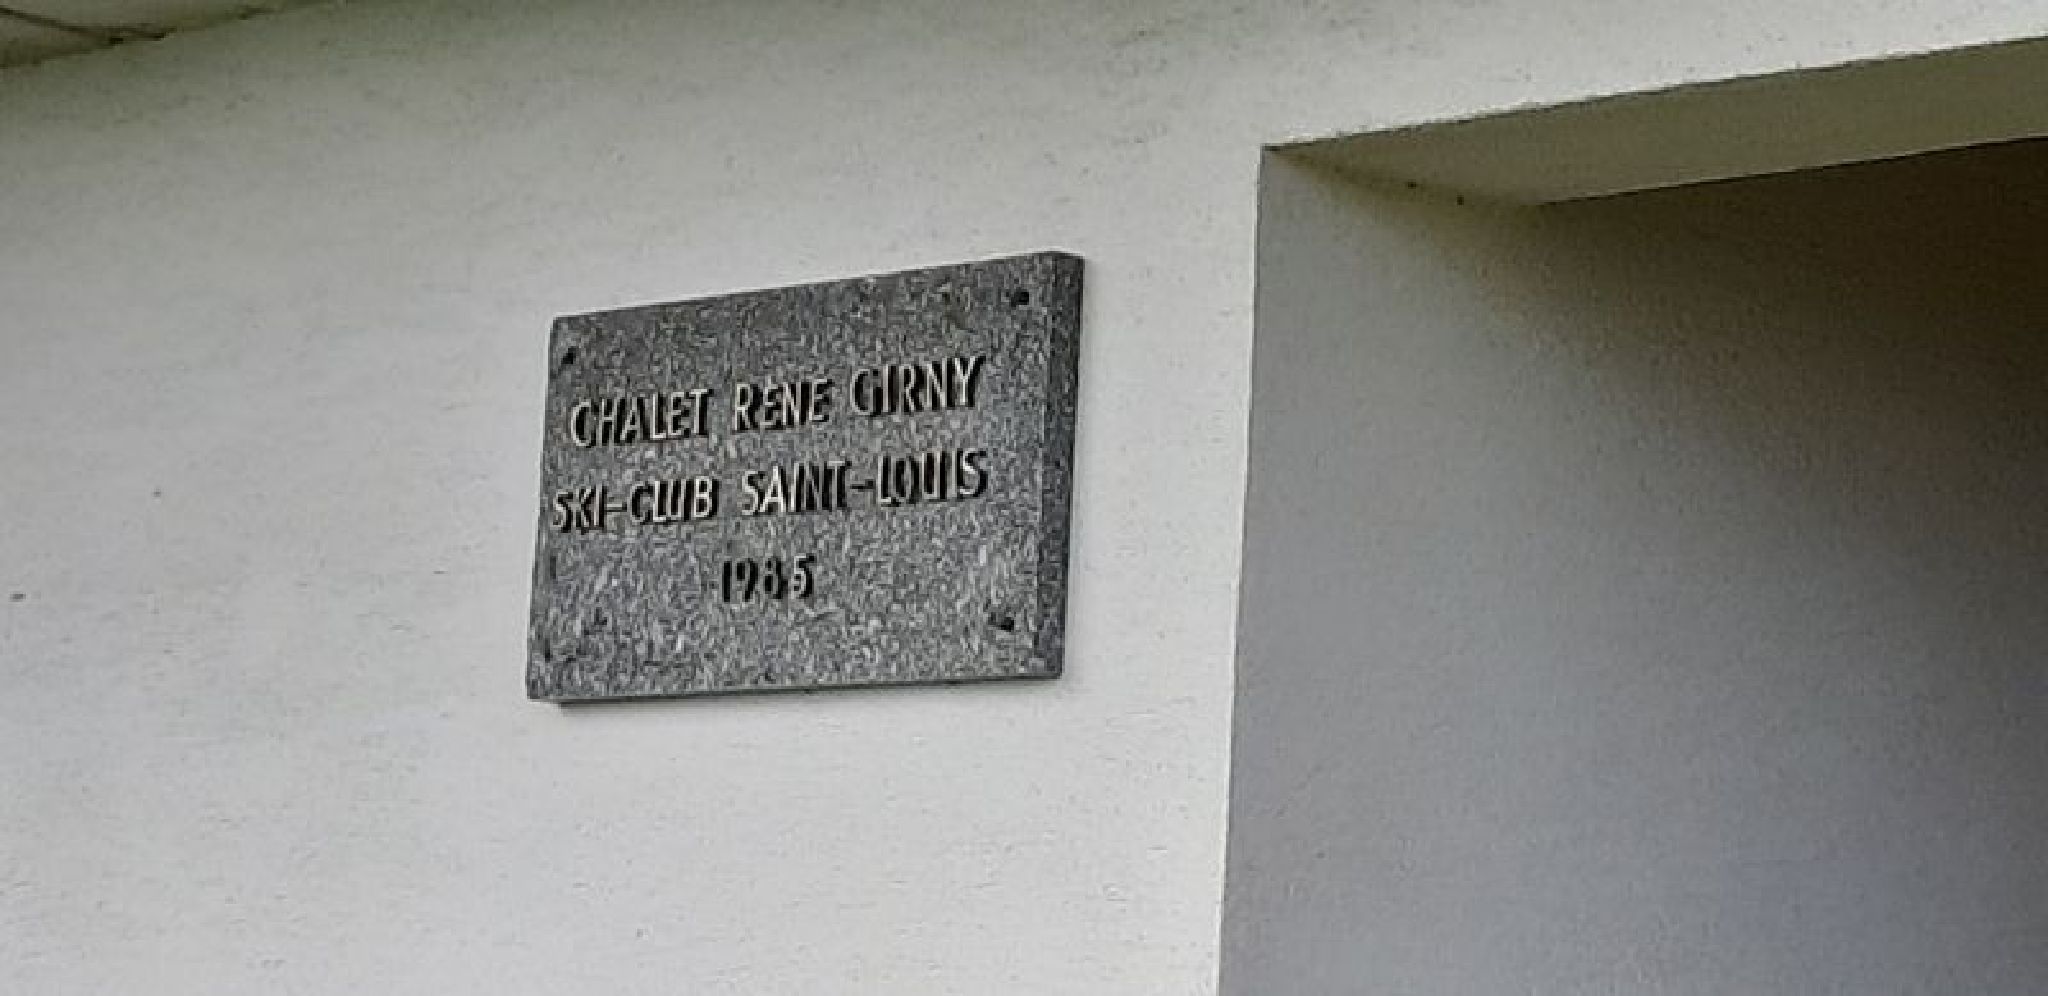 CHALET RENE GIRNY
SKI-CLUB SAINT-LOUIS
1985